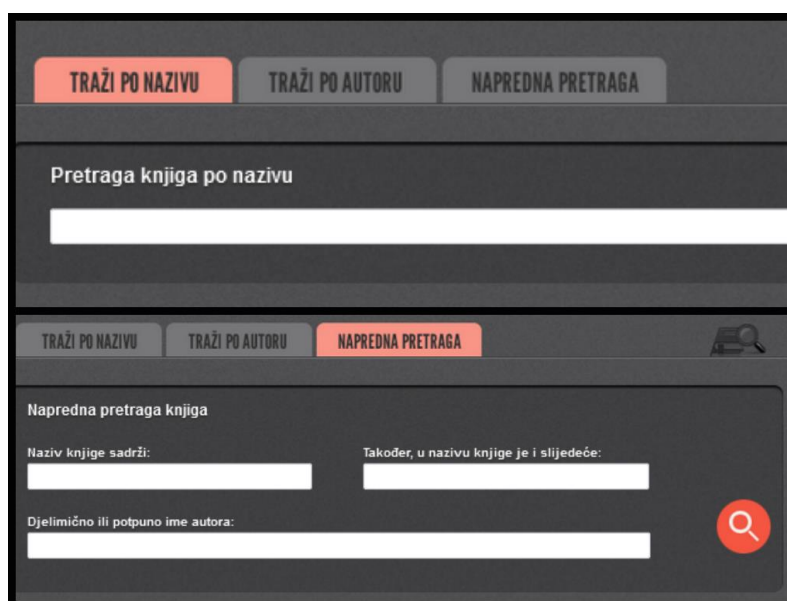 TRAŽI PO NAZIVU TRAŽI PO AUTORU NAPREDNA PRETRAGA
Pretraga knjiga po nazivu
TRAŽI PO NAZIVU TRAŽI PO AUTORU NAPREDNA PRETRAGA
Napredna pretraga knjiga
Naziv knjige sadrži: Također, u nazivu knjige je i slijedeće:
Djelimično ili potpuno ime autora: